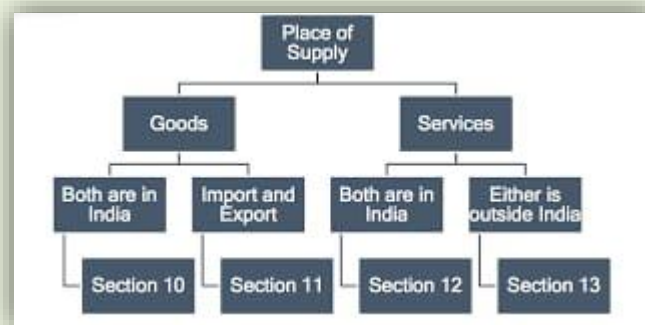 Place of
Supply
Goods
Services
Both are in
India
Import and
Export
Both are in
India
Either is
outside India
Section 10
Section 11
Section 12
Section 13